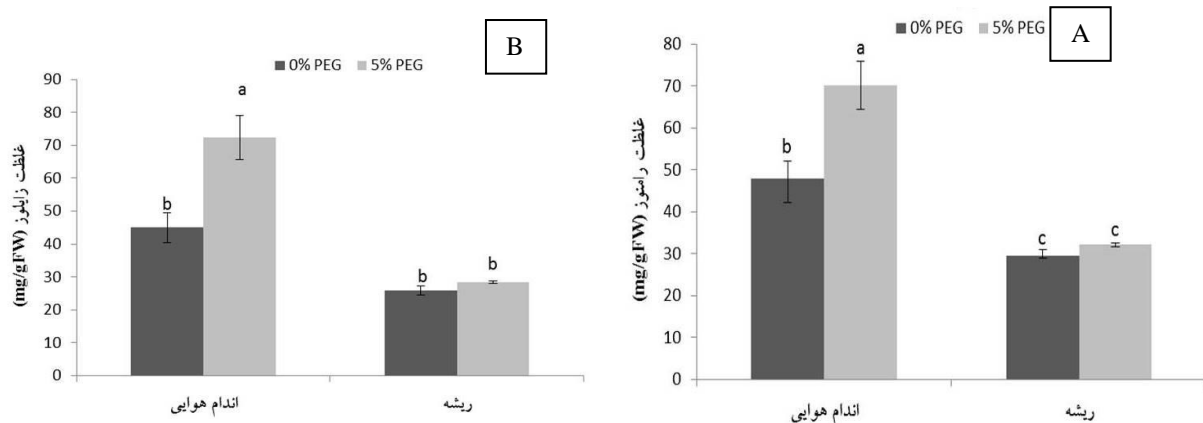 B
0% PEG 5% PEG
غلظت زایلوز (mg/gFW)
90
80
70
60
50
40
30
20
10
0
b
a
b
b
اندام هوایی
ریشه
A
0% PEG 5% PEG
غلظت رامنوز (mg/gFW)
80
70
60
50
40
30
20
10
0
b
a
c
c
اندام هوایی
ریشه